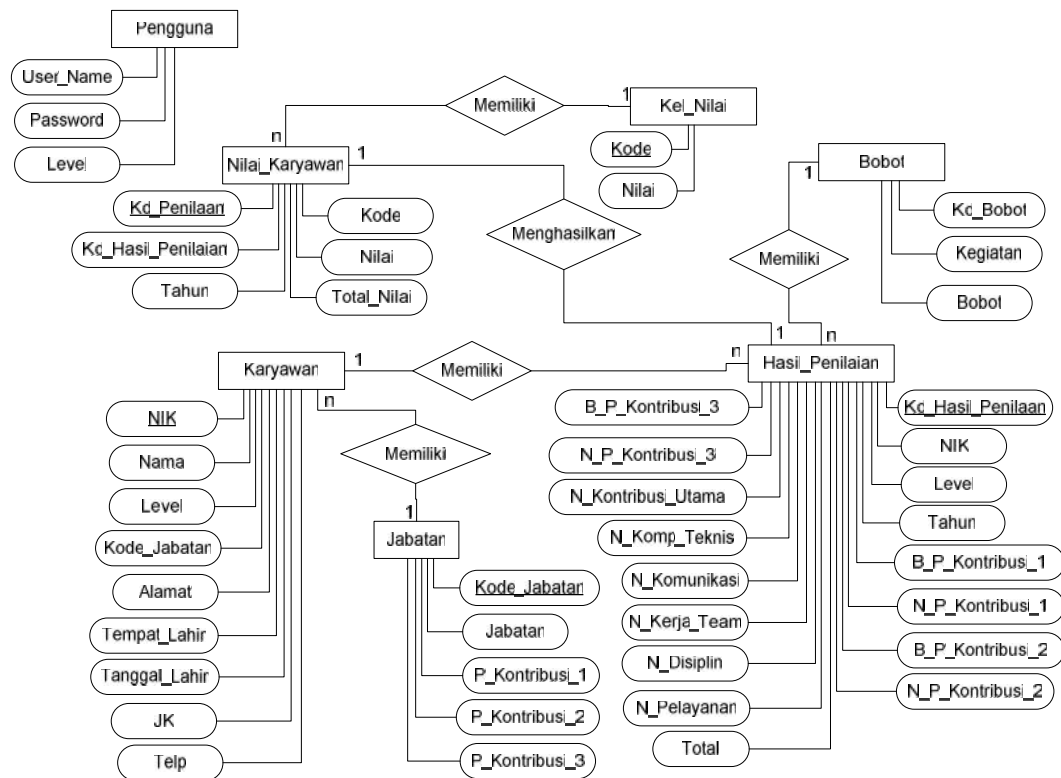 Pengguna
User_Name
Password
Level
Memiliki
1
Kel_Nilai
Kode
Nilai
n
1
Nilai_Karyawan
Kd_Penilaan
Kd_Hasil_Penilaian
Tahun
Kode
Nilai
Total_Nilai
Menghasilkan
1
Bobot
Kd_Bobot
Kegiatan
Bobot
Memiliki
1
n
Karyawan
1
Memiliki
n
Hasil_Penilaian
NIK
Nama
Level
Kode_Jabatan
Alamat
Tempat_Lahir
Tanggal_Lahir
JK
Telp
n
Memiliki
1
Jabatan
Kode_Jabatan
Jabatan
P_Kontribusi_1
P_Kontribusi_2
P_Kontribusi_3
B_P_Kontribusi_3
N_P_Kontribusi_3
N_Kontribusi_Utama
N_Komp_Teknis
N_Komunikasi
N_Kerja_Team
N_Disiplin
N_Pelayanan
Total
Kd_Hasil_Penilaan
NIK
Level
Tahun
B_P_Kontribusi_1
N_P_Kontribusi_1
B_P_Kontribusi_2
N_P_Kontribusi_2